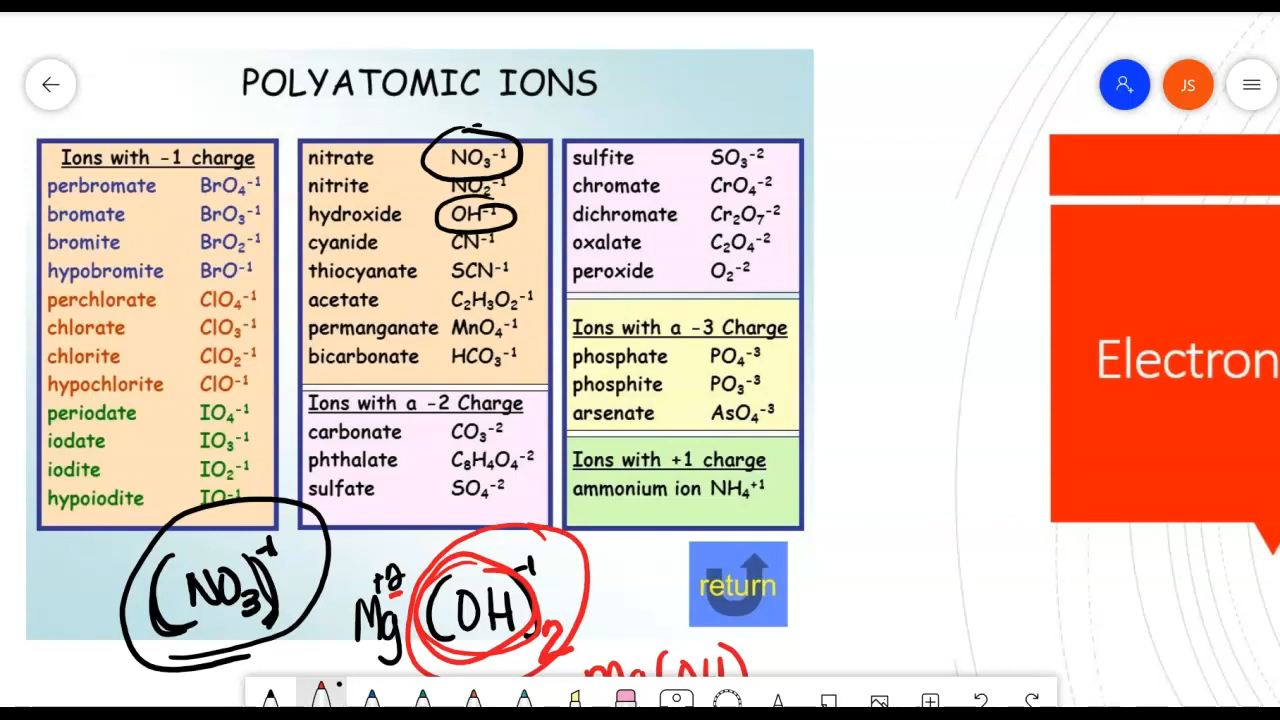 POLYATOMIC IONS
JS
Ions with -1 charge
perbromate BrO₄⁻¹
bromate BrO₃⁻¹
bromite BrO₂⁻¹
hypobromite BrO⁻¹
perchlorate ClO₄⁻¹
chlorate ClO₃⁻¹
chlorite ClO₂⁻¹
hypochlorite ClO⁻¹
periodate IO₄⁻¹
iodate IO₃⁻¹
iodite IO₂⁻¹
hypoiodite IO⁻¹
nitrate NO₃⁻¹
nitrite NO₂⁻¹
hydroxide OH⁻¹
cyanide CN⁻¹
thiocyanate SCN⁻¹
acetate C₂H₃O₂⁻¹
permanganate MnO₄⁻¹
bicarbonate HCO₃⁻¹
Ions with a -2 Charge
carbonate CO₃⁻²
phthalate C₈H₄O₄⁻²
sulfate SO₄⁻²
sulfite SO₃⁻²
chromate CrO₄⁻²
dichromate Cr₂O₇⁻²
oxalate C₂O₄⁻²
peroxide O₂⁻²
Ions with a -3 Charge
phosphate PO₄⁻³
phosphite PO₃⁻³
arsenate AsO₄⁻³
Ions with +1 charge
ammonium ion NH₄⁺¹
Electron
(NO₃)⁻¹
Mg⁺² (OH)⁻¹₂
return